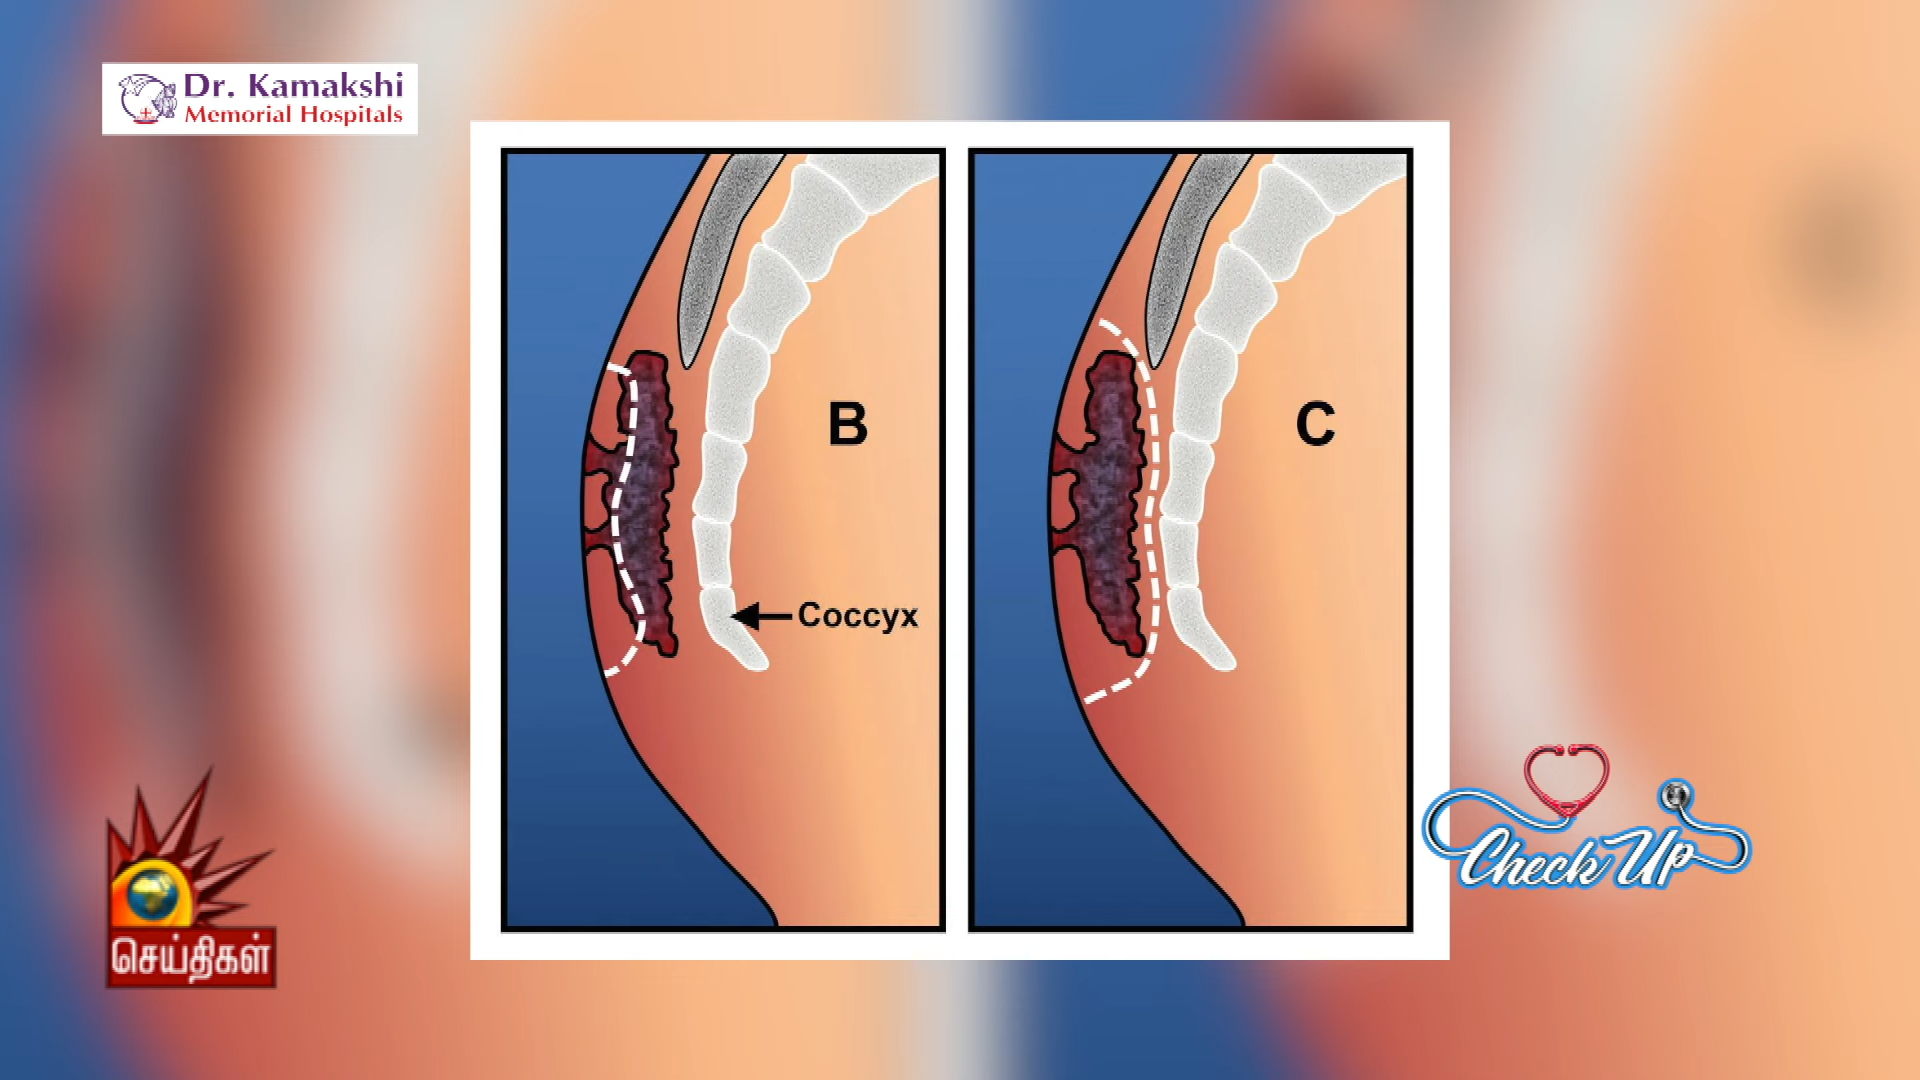 Dr. Kamakshi
Memorial Hospitals
B
C
Coccyx
Check Up
செய்திகள்